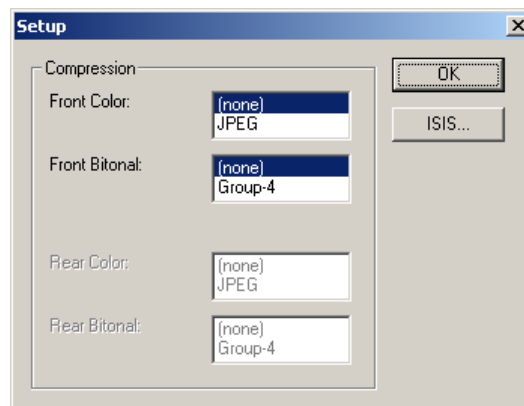 Setup
Compression
Front Color:
(none)
JPEG
OK
ISIS...
Front Bitonal:
(none)
Group-4
Rear Color:
(none)
JPEG
Rear Bitonal:
(none)
Group-4